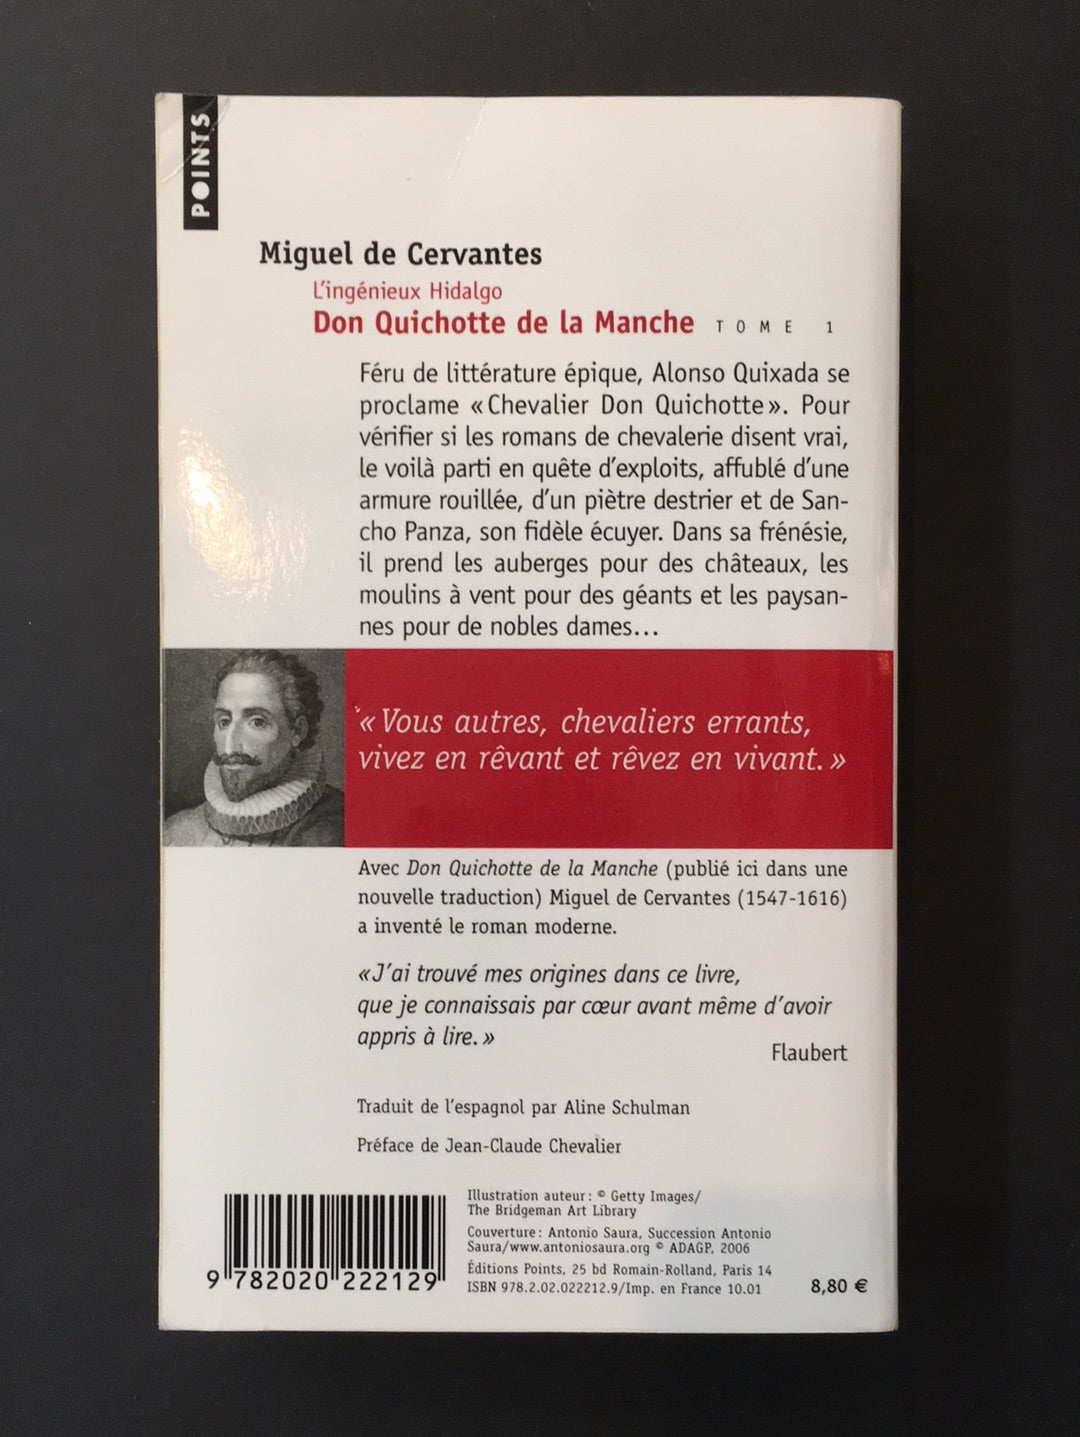 POINTS
Miguel de Cervantes
L'ingénieux Hidalgo
Don Quichotte de la Manche TOME 1
Féru de littérature épique, Alonso Quixada se
proclame « Chevalier Don Quichotte ». Pour
vérifier si les romans de chevalerie disent vrai,
le voilà parti en quête d'exploits, affublé d'une
armure rouillée, d'un piètre destrier et de San-
cho Panza, son fidèle écuyer. Dans sa frénésie,
il prend les auberges pour des châteaux, les
moulins à vent pour des géants et les paysan-
nes pour de nobles dames...
« Vous autres, chevaliers errants,
vivez en rêvant et rêvez en vivant. »
Avec Don Quichotte de la Manche (publié ici dans une
nouvelle traduction) Miguel de Cervantes (1547-1616)
a inventé le roman moderne.
« J'ai trouvé mes origines dans ce livre,
que je connaissais par cœur avant même d'avoir
appris à lire. »
Flaubert
Traduit de l'espagnol par Aline Schulman
Préface de Jean-Claude Chevalier
Illustration auteur : © Getty Images/
The Bridgeman Art Library
Couverture : Antonio Saura, Succession Antonio
Saura/www.antoniosaura.org © ADAGP, 2006
Éditions Points, 25 bd Romain-Rolland, Paris 14
ISBN 978.2.02.022212.9/Imp. en France 10.01
8,80 €
9 782020 222129